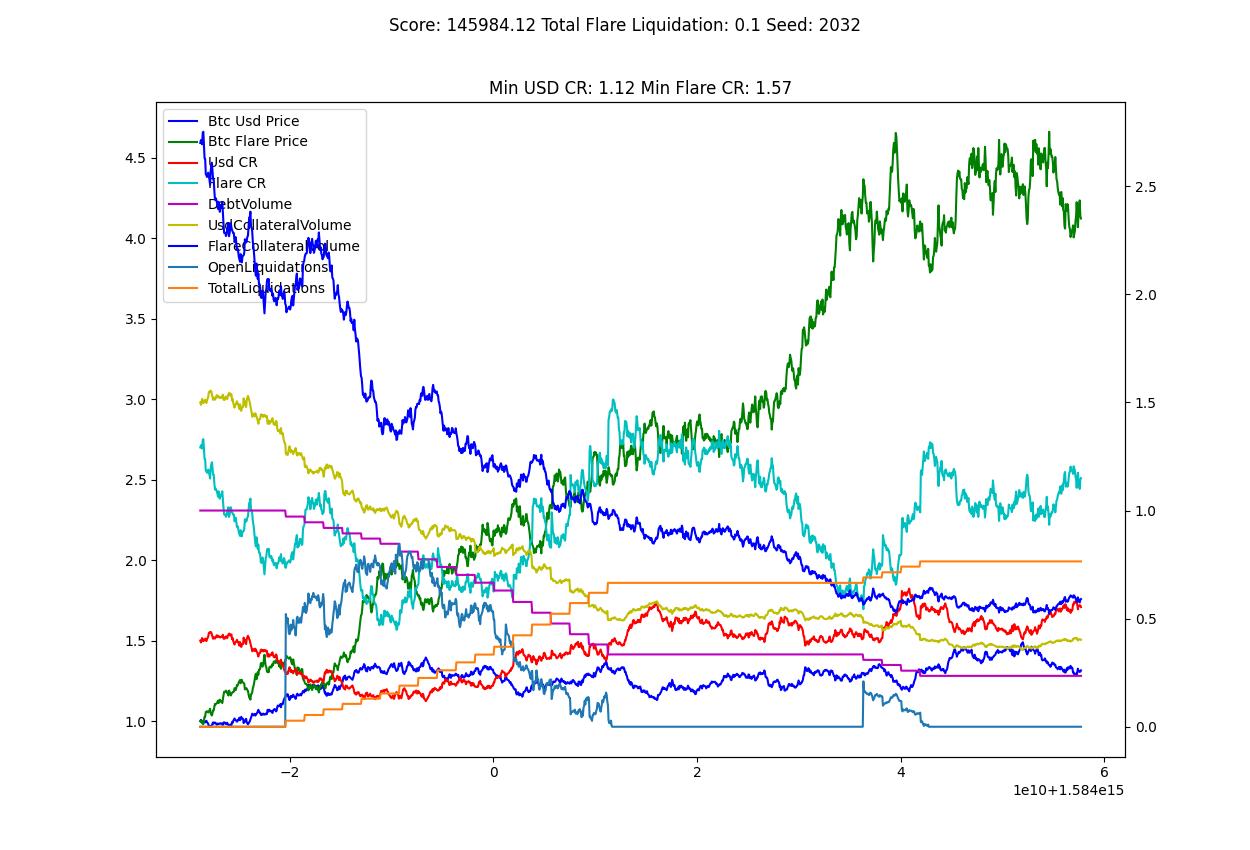 Score: 145984.12 Total Flare Liquidation: 0.1 Seed: 2032
Min USD CR: 1.12 Min Flare CR: 1.57
Btc Usd Price
Btc Flare Price
Usd CR
Flare CR
DebtVolume
UsdCollateralVolume
FlareCollateralVolume
OpenLiquidations
TotalLiquidations
4.5
4.0
3.5
3.0
2.5
2.0
1.5
1.0
2.5
2.0
1.5
1.0
0.5
0.0
−2
0
2
4
6
1e10+1.584e15